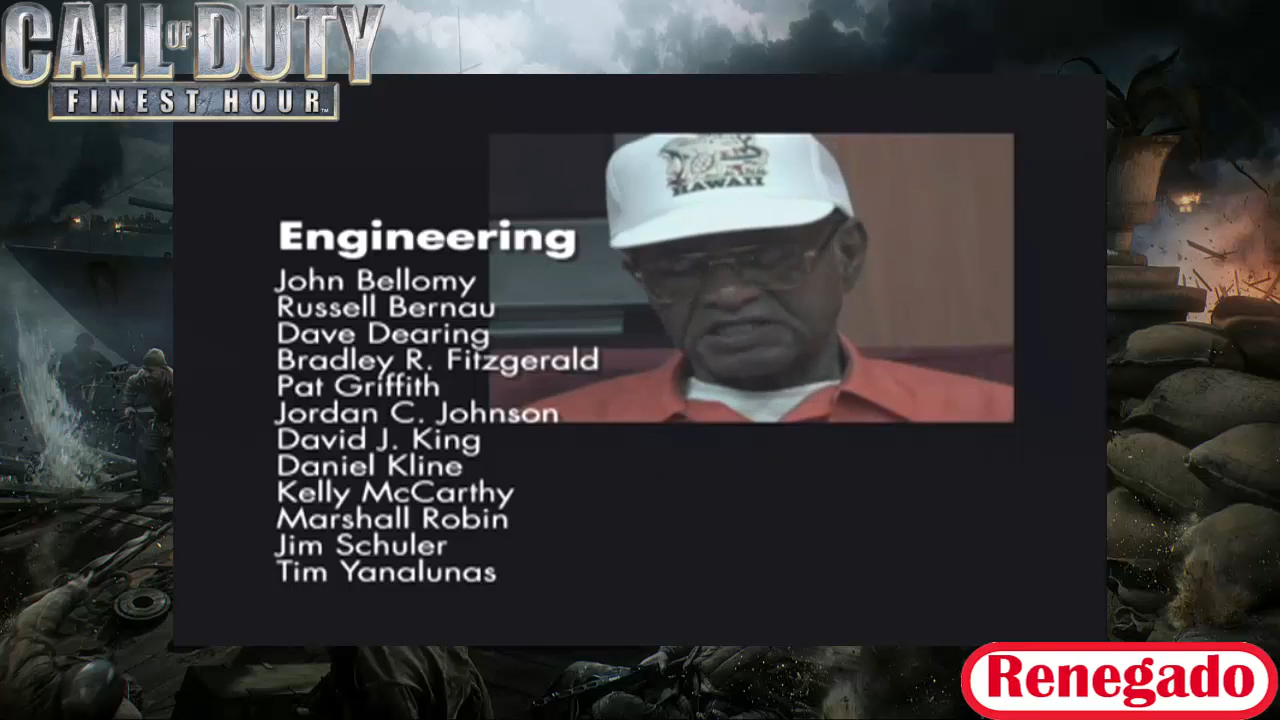 CALL OF DUTY
FINEST HOUR™
HAWAII
Engineering
John Bellomy
Russell Bernau
Dave Dearing
Bradley R. Fitzgerald
Pat Griffith
Jordan C. Johnson
David J. King
Daniel Kline
Kelly McCarthy
Marshall Robin
Jim Schuler
Tim Yanalunas
Renegado